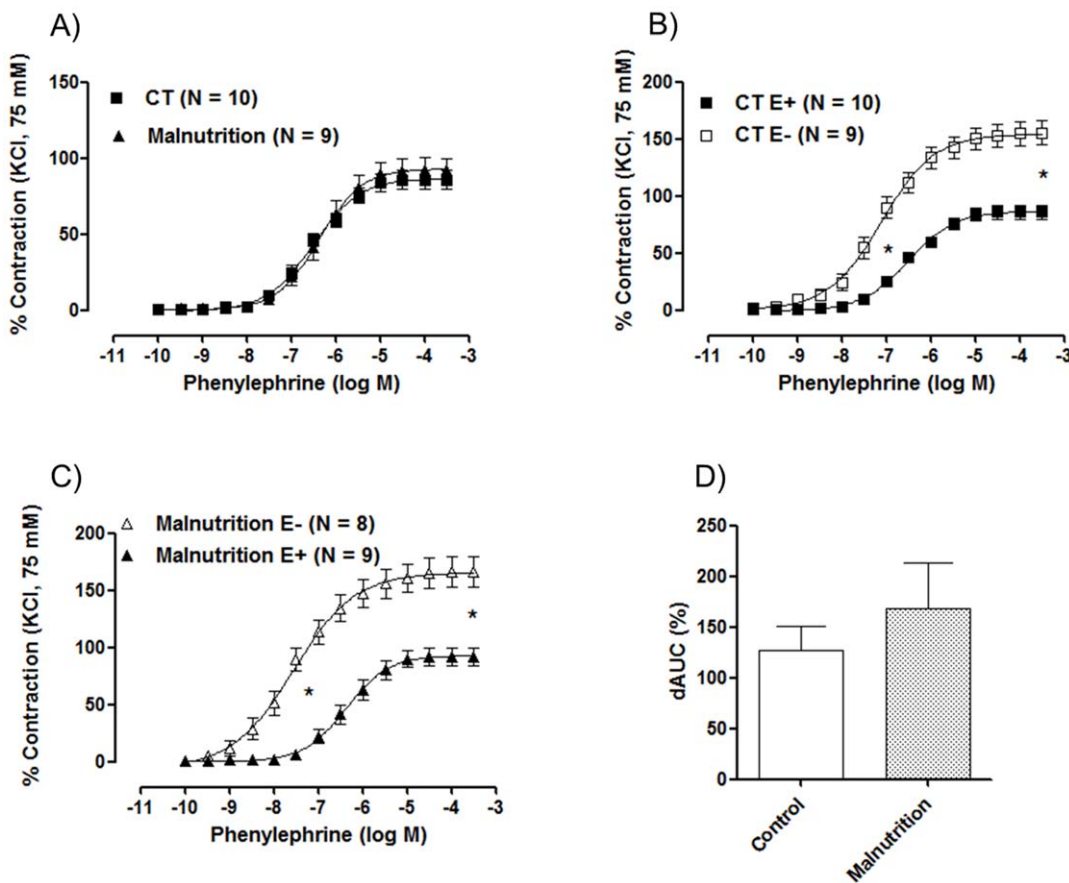 A)
CT (N = 10)
Malnutrition (N = 9)
% Contraction (KCl, 75 mM)
150
100
50
0
-11 -10 -9 -8 -7 -6 -5 -4 -3
Phenylephrine (log M)
B)
CT E+ (N = 10)
CT E- (N = 9)
% Contraction (KCl, 75 mM)
200
150
100
50
0
*
*
-11 -10 -9 -8 -7 -6 -5 -4 -3
Phenylephrine (log M)
C)
Malnutrition E- (N = 8)
Malnutrition E+ (N = 9)
% Contraction (KCl, 75 mM)
200
150
100
50
0
*
*
-11 -10 -9 -8 -7 -6 -5 -4 -3
Phenylephrine (log M)
D)
dAUC (%)
250
200
150
100
50
0
Control
Malnutrition